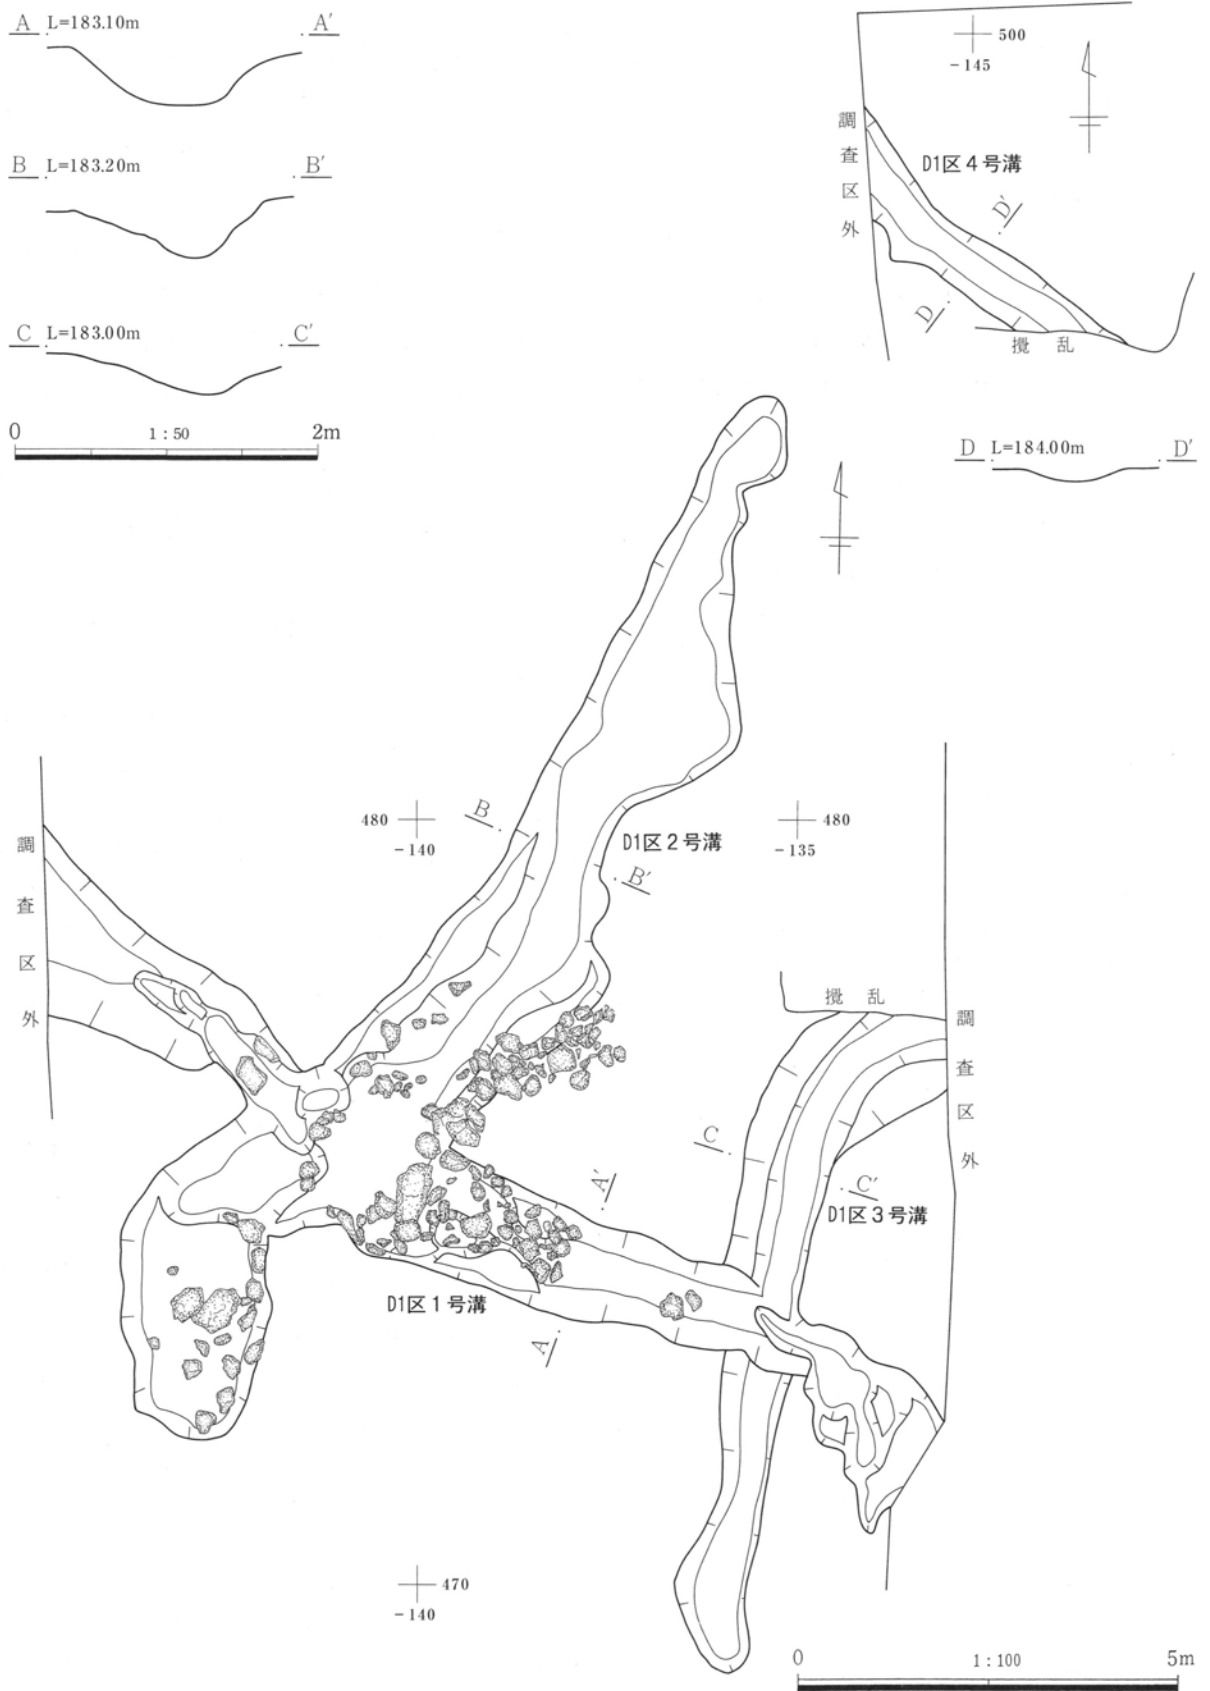 A L=183.10m A′
B L=183.20m B′
C L=183.00m C′
0 1：50 2m
500
−145
調査区外
D1区４号溝
D′
D
攪乱
D L=184.00m D′
B
480
−140
D1区２号溝
480
−135
B′
調査区外
攪乱
調査区外
C
A′
C′
D1区３号溝
D1区１号溝
A
470
−140
0 1：100 5m